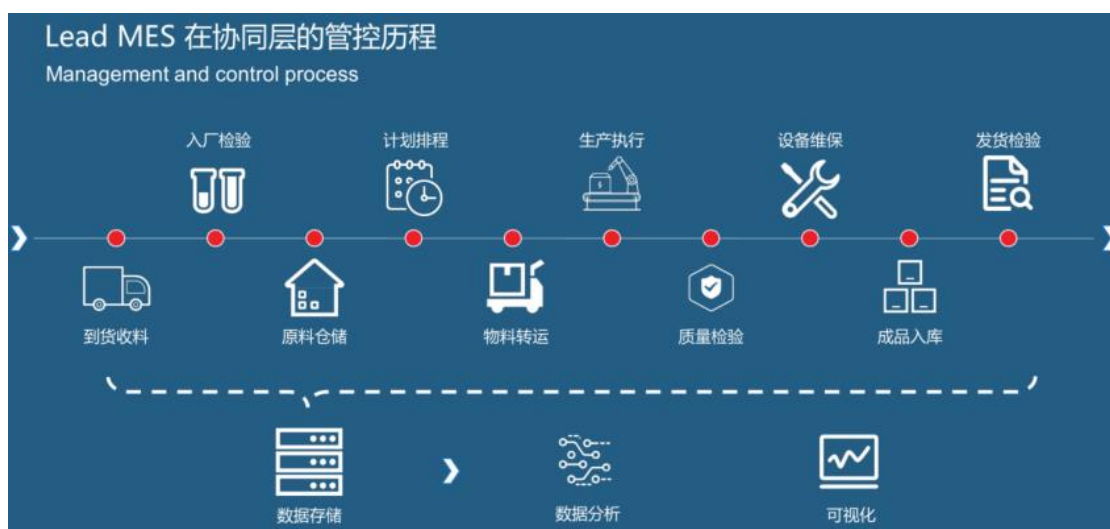 Lead MES 在协同层的管控历程
Management and control process
入厂检验 计划排程 生产执行 设备维保 发货检验
到货收料 原料仓储 物料转运 质量检验 成品入库
数据存储 数据分析 可视化